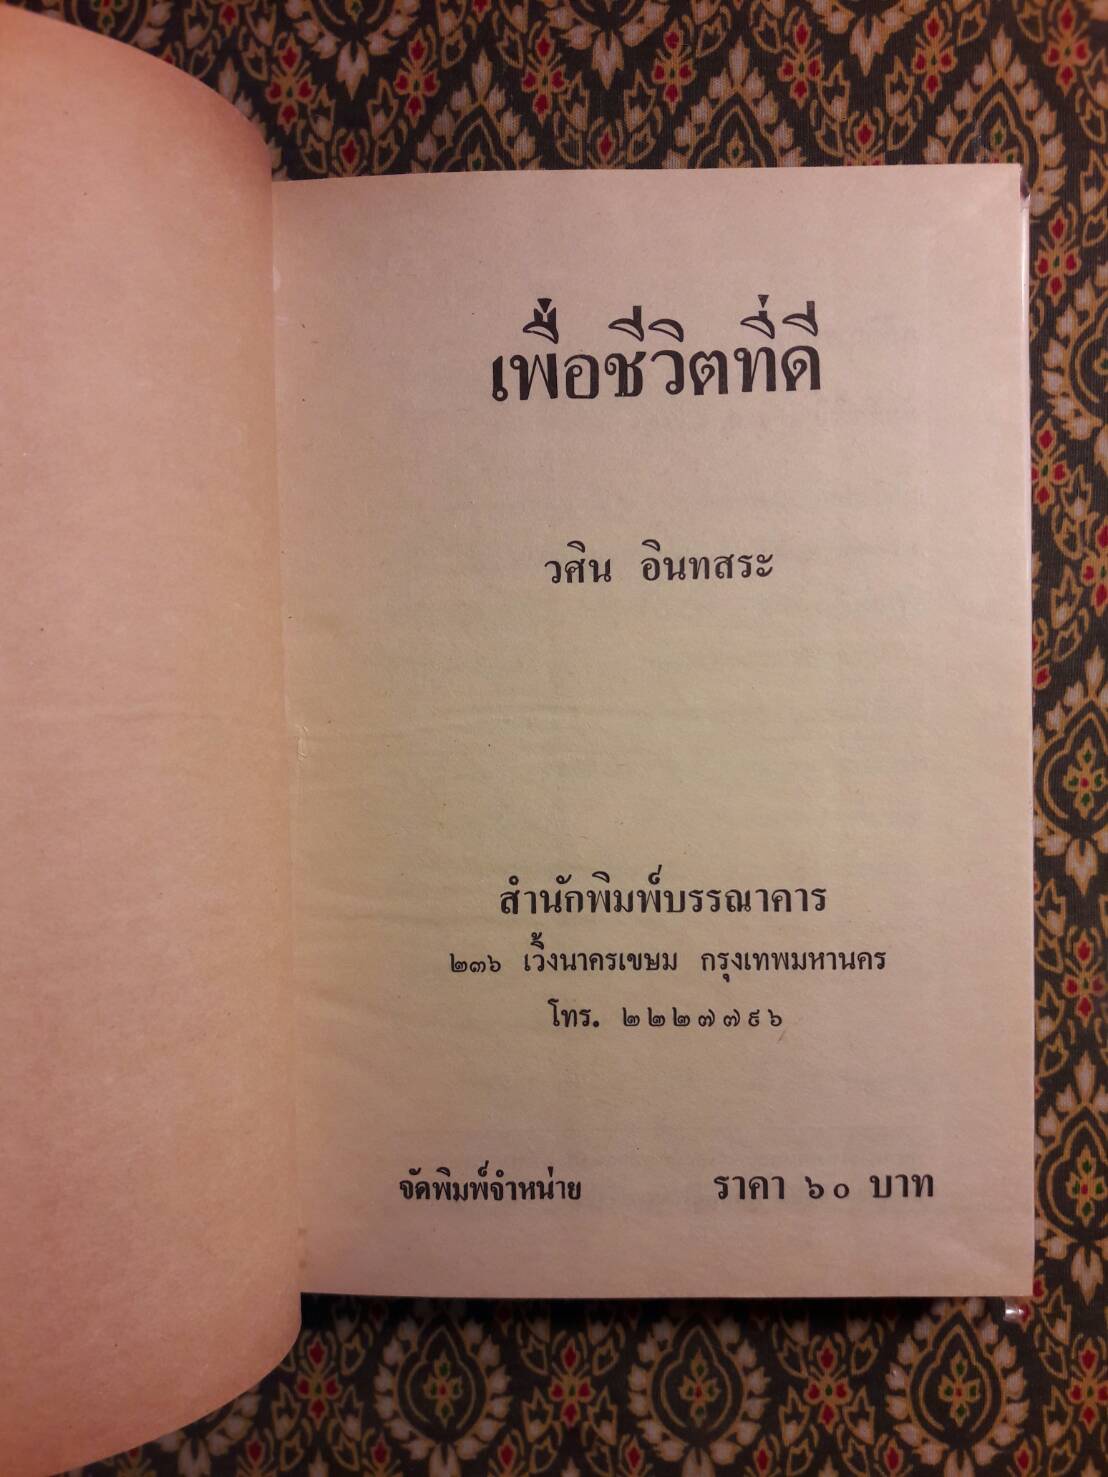 เพื่อชีวิตที่ดี
วศิน อินทสระ
สำนักพิมพ์บรรณาคาร
๒๓๖ เวิ้งนาครเขษม กรุงเทพมหานคร
โทร. ๒๒๒๗๗๙๖
จัดพิมพ์จำหน่าย ราคา ๖๐ บาท